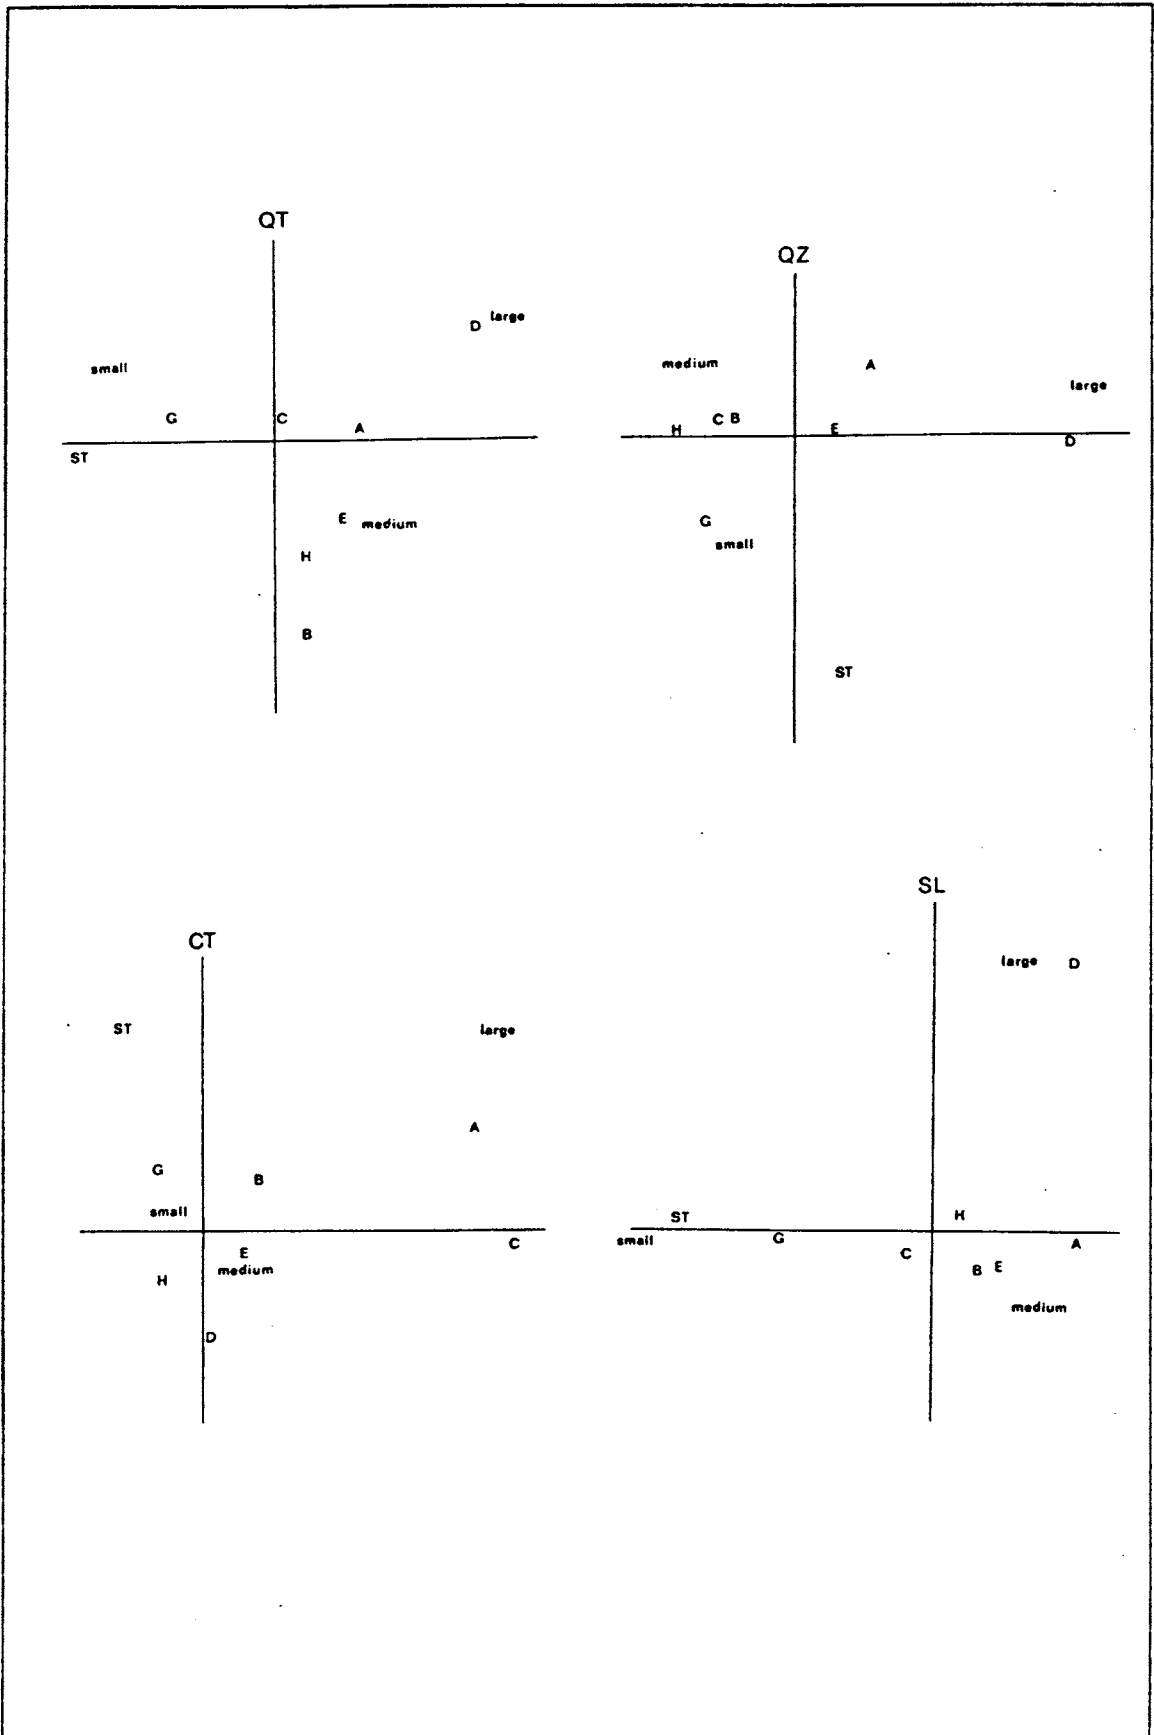 QT
D large
small
G C A
ST
E medium
H
B
QZ
medium A
large
H C B E D
G
small
ST
CT
ST large
A
G B
small
C
E
medium
H
D
SL
large D
ST H
small G C A
B E
medium